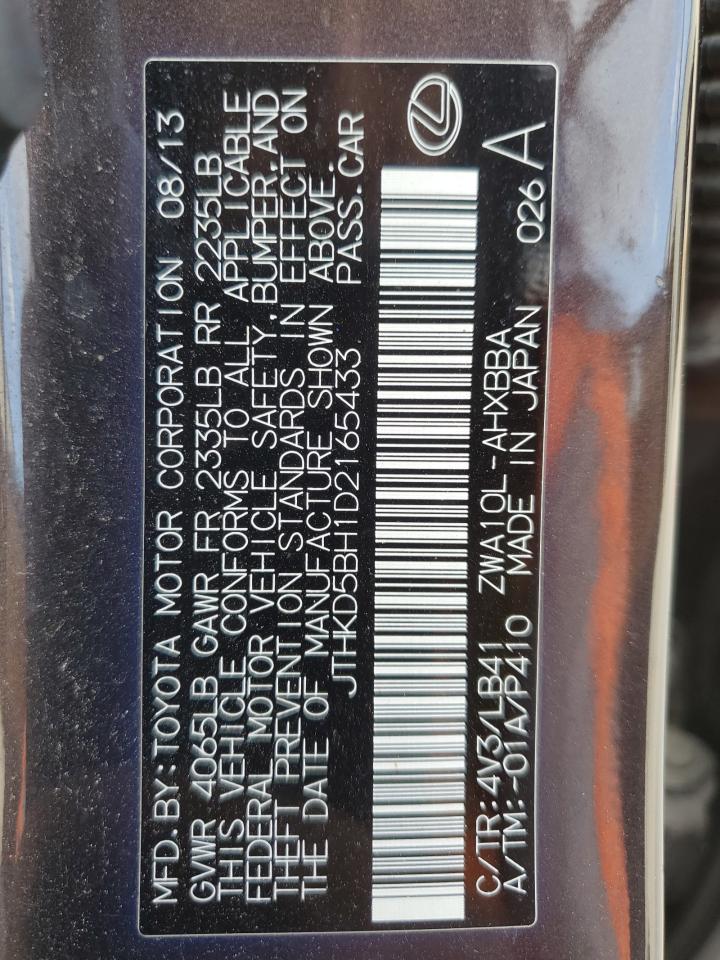 MFD.BY:TOYOTA MOTOR CORPORATION 08/13
GVWR 4065LB GAWR FR 2335LB RR 2235LB
THIS VEHICLE CONFORMS TO ALL APPLICABLE
FEDERAL MOTOR VEHICLE SAFETY,BUMPER,AND
THEFT PREVENTION STANDARDS IN EFFECT ON
THE DATE OF MANUFACTURE SHOWN ABOVE.
JTHKD5BH1D2165433 PASS.CAR
C/TR:4V3/LB41 ZWA10L-AHXBBA 026 A
A/TM:-01A/P410 MADE IN JAPAN